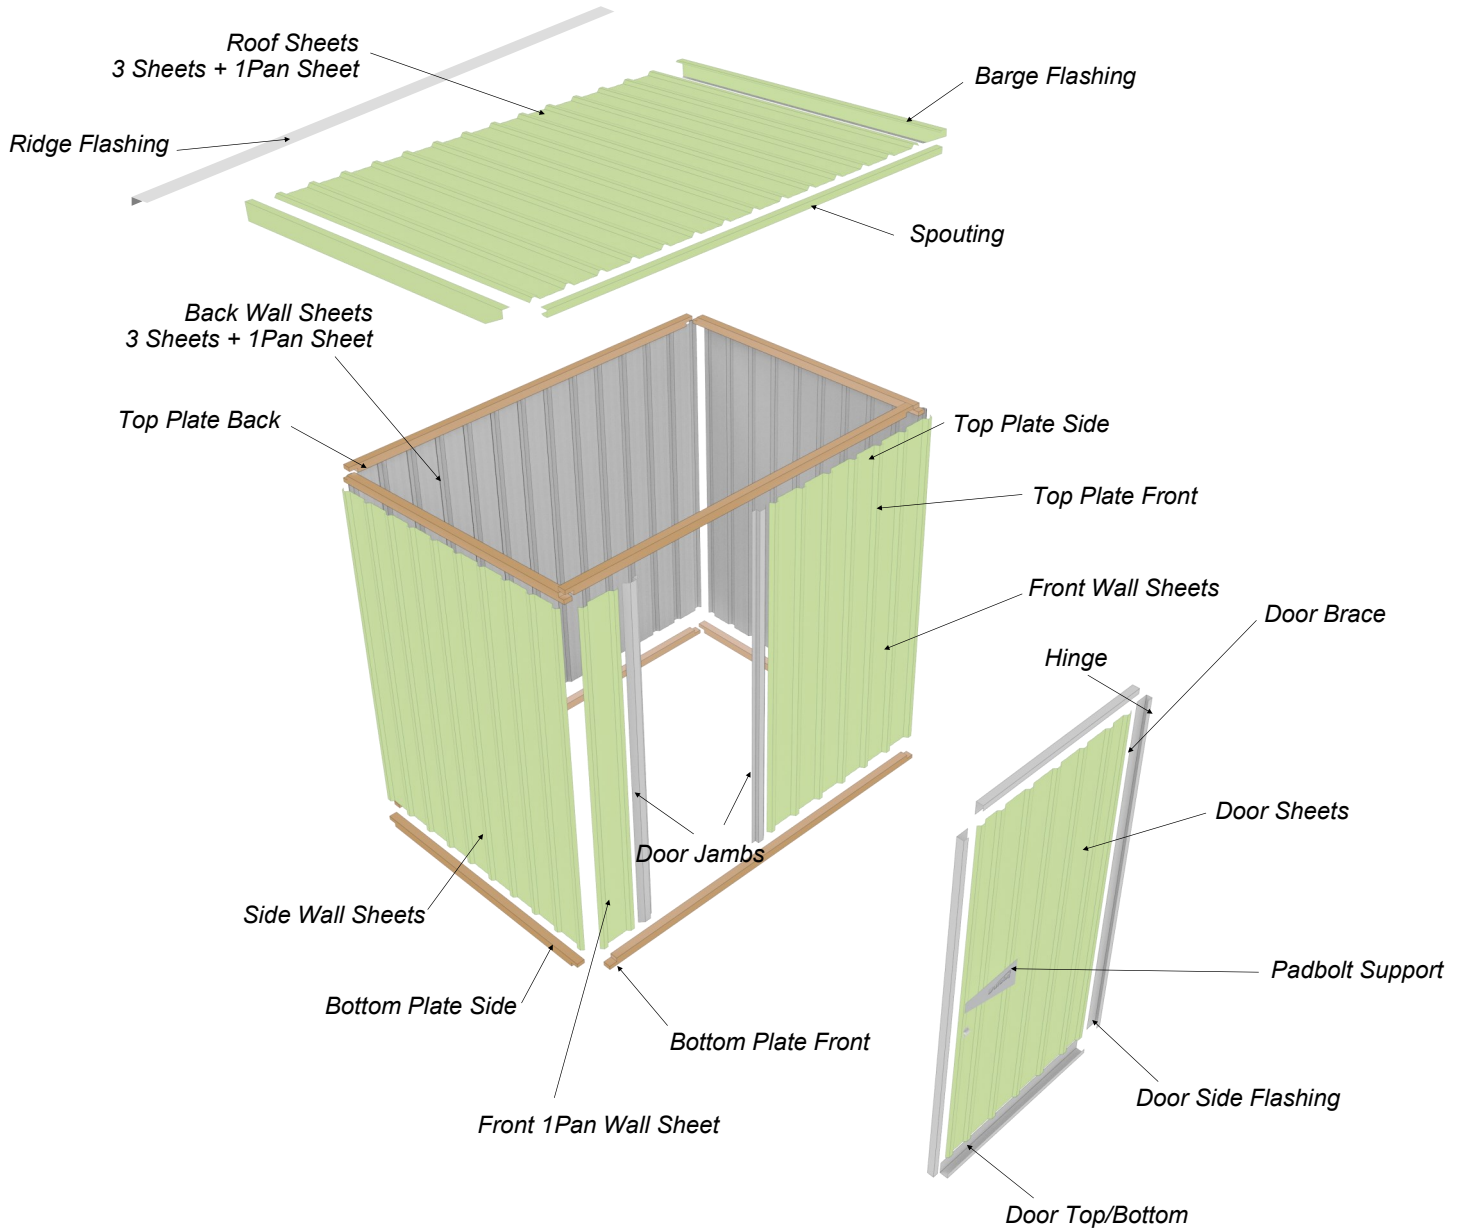 Roof Sheets
3 Sheets + 1Pan Sheet
Barge Flashing
Ridge Flashing
Spouting
Back Wall Sheets
3 Sheets + 1Pan Sheet
Top Plate Back
Top Plate Side
Top Plate Front
Front Wall Sheets
Door Brace
Hinge
Door Sheets
Door Jambs
Side Wall Sheets
Padbolt Support
Bottom Plate Side
Bottom Plate Front
Door Side Flashing
Front 1Pan Wall Sheet
Door Top/Bottom